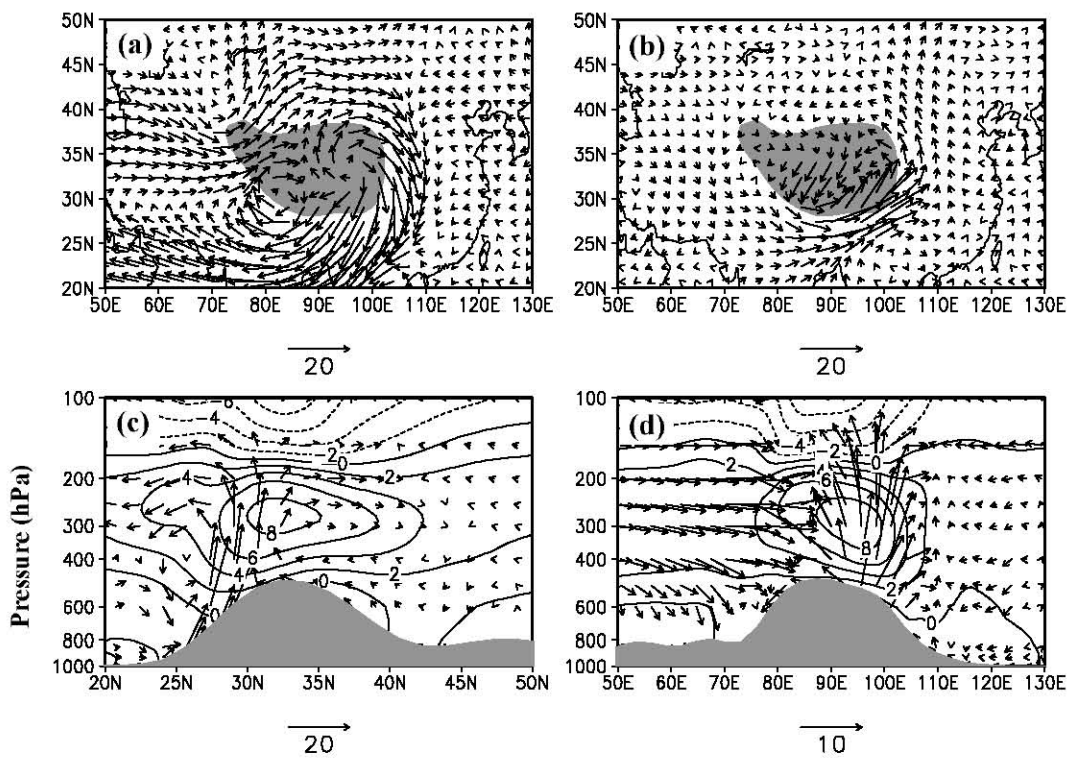 (a) (b)
50N 50N
45N 45N
40N 40N
35N 35N
30N 30N
25N 25N
20N 20N
50E 60E 70E 80E 90E 100E 110E 120E 130E 50E 60E 70E 80E 90E 100E 110E 120E 130E
20 20
(c) (d)
Pressure (hPa)
100 100
200 200
300 300
400 400
600 600
800 800
1000 1000
-6 -4 -2 0 4 2 8 6 4 0 2 0
-4 -2 0 2 4 6 8 2 0
20N 25N 30N 35N 40N 45N 50N 50E 60E 70E 80E 90E 100E 110E 120E 130E
20 10